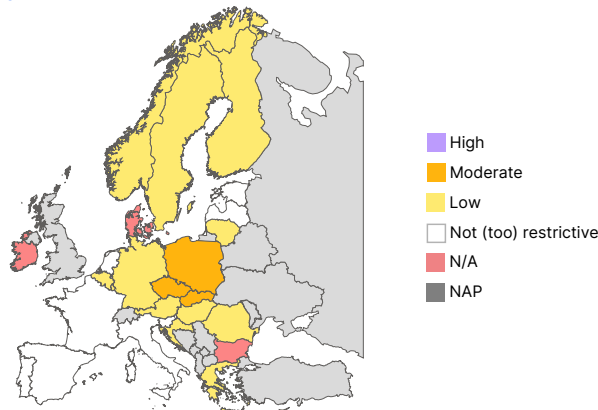 High
Moderate
Low
Not (too) restrictive
N/A
NAP